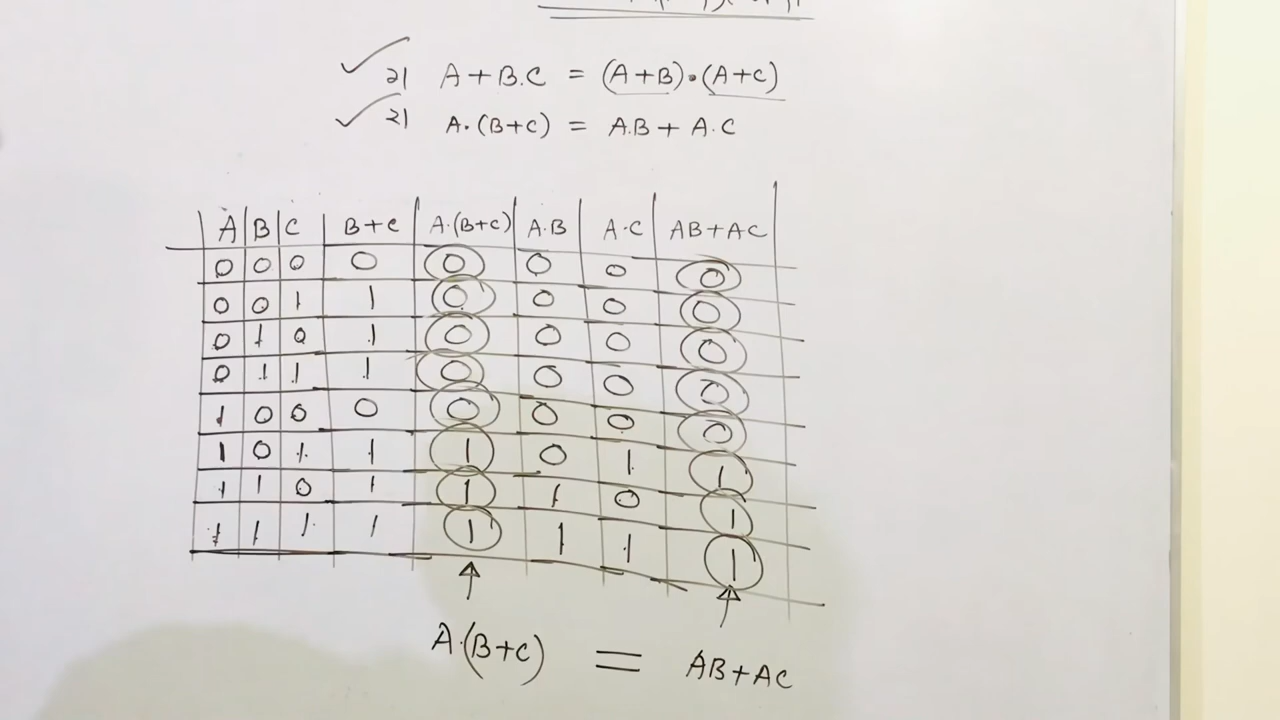 21 A + B.C = (A+B)•(A+C)
21 A.(B+C) = A.B + A.C
A B C B+C A.(B+C) A.B A.C AB+AC
0 0 0 0 0 0 0 0
0 0 1 1 0 0 0 0
0 1 0 1 0 0 0 0
0 1 1 1 0 0 0 0
1 0 0 0 0 0 0 0
1 0 1 1 1 0 1 1
1 1 0 1 1 1 0 1
1 1 1 1 1 1 1 1
A.(B+C) = AB+AC